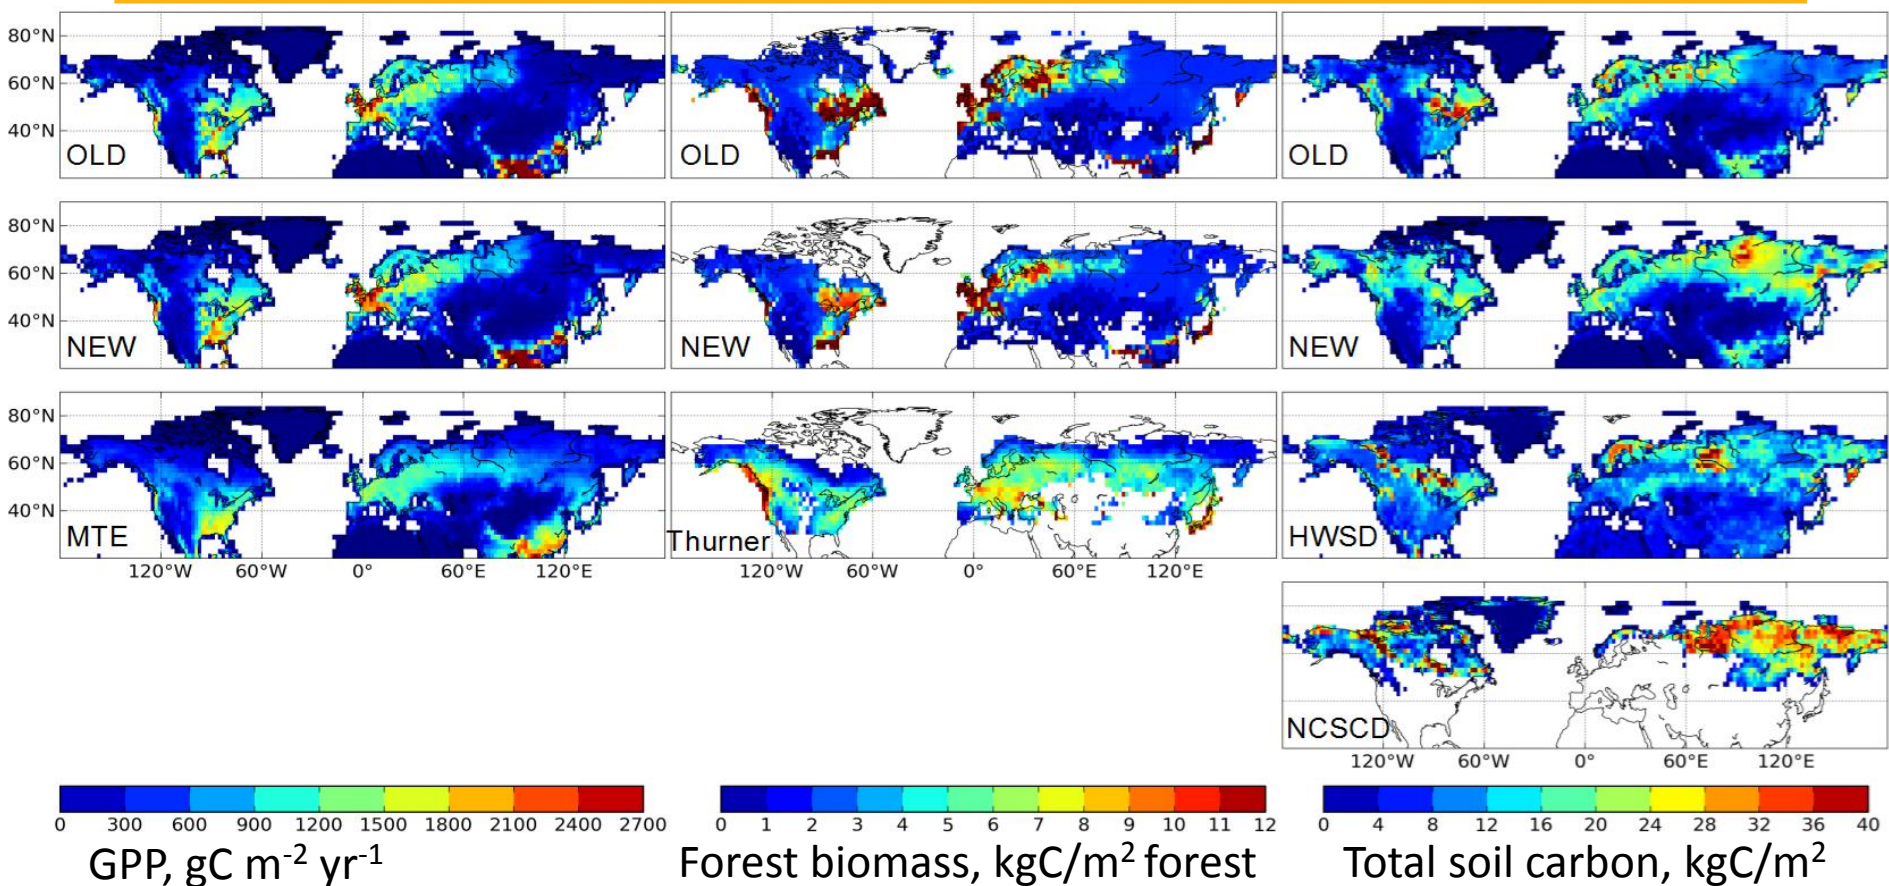 80°N
60°N
40°N
OLD
OLD
OLD
80°N
60°N
40°N
NEW
NEW
NEW
80°N
60°N
40°N
MTE
Thurner
HWSD
120°W 60°W 0° 60°E 120°E
120°W 60°W 0° 60°E 120°E
NCSCD
120°W 60°W 0° 60°E 120°E
0 300 600 900 1200 1500 1800 2100 2400 2700
0 1 2 3 4 5 6 7 8 9 10 11 12
0 4 8 12 16 20 24 28 32 36 40
GPP, gC m⁻² yr⁻¹
Forest biomass, kgC/m² forest
Total soil carbon, kgC/m²